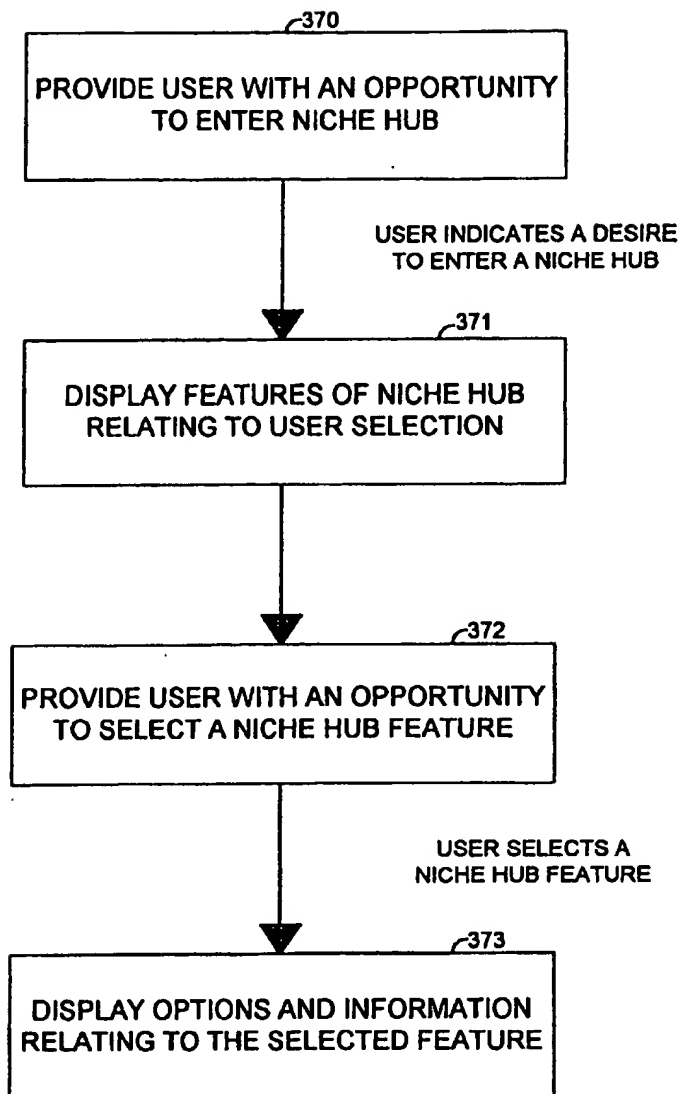 370
PROVIDE USER WITH AN OPPORTUNITY
TO ENTER NICHE HUB
USER INDICATES A DESIRE
TO ENTER A NICHE HUB
371
DISPLAY FEATURES OF NICHE HUB
RELATING TO USER SELECTION
372
PROVIDE USER WITH AN OPPORTUNITY
TO SELECT A NICHE HUB FEATURE
USER SELECTS A
NICHE HUB FEATURE
373
DISPLAY OPTIONS AND INFORMATION
RELATING TO THE SELECTED FEATURE